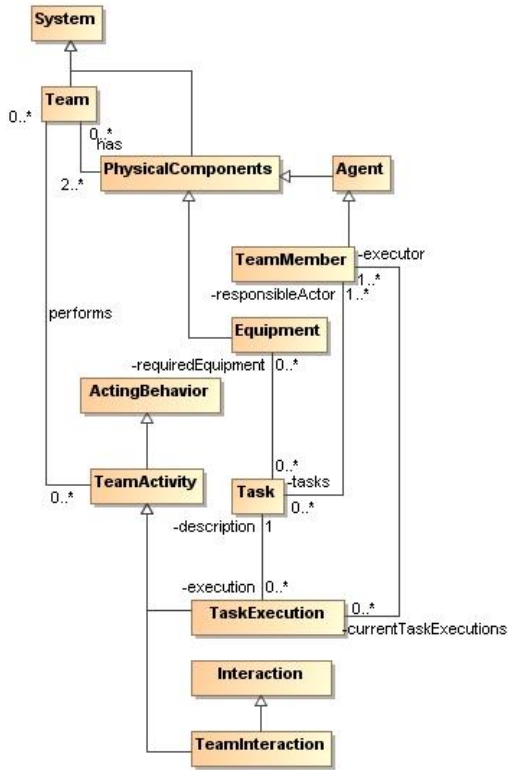 System
Team
0..*
0..*
has
PhysicalComponents
Agent
2..*
TeamMember
-executor
1..*
-responsibleActor
1..*
performs
Equipment
-requiredEquipment
0..*
ActingBehavior
0..*
TeamActivity
Task
-tasks
0..*
0..*
-description
1
-execution
0..*
TaskExecution
0..*
-currentTaskExecutions
Interaction
TeamInteraction